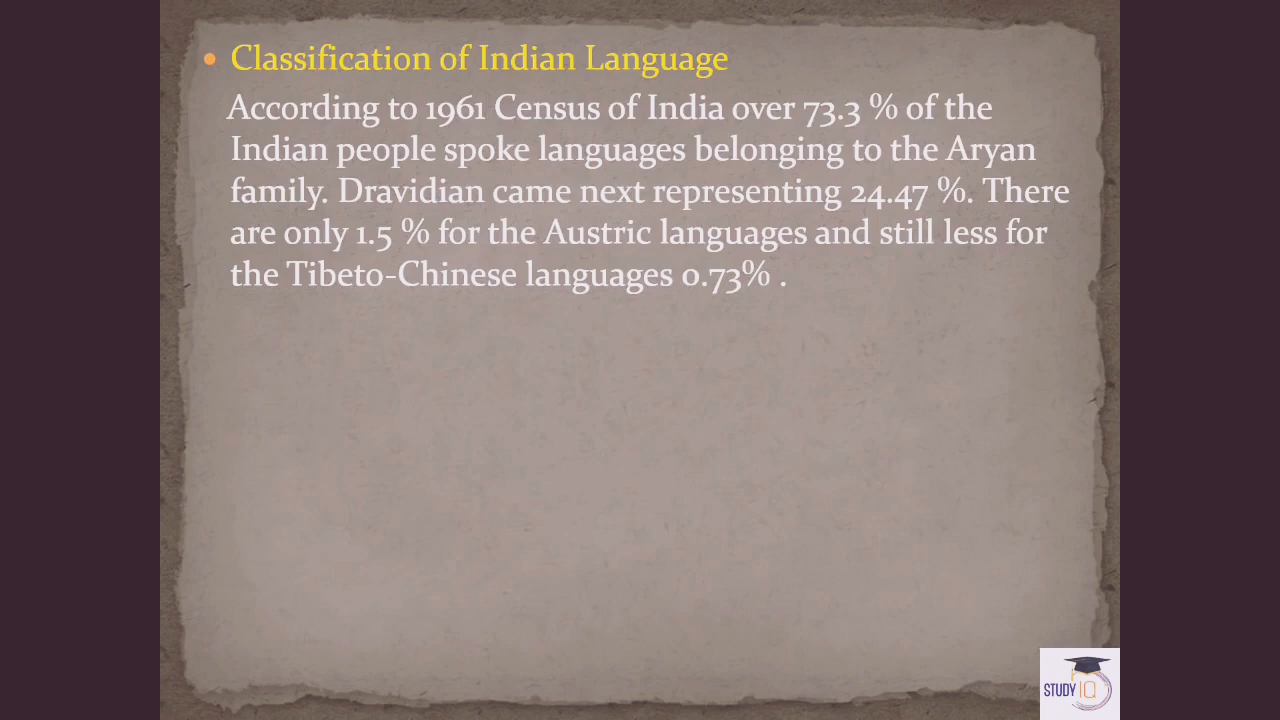 Classification of Indian Language
According to 1961 Census of India over 73.3 % of the
Indian people spoke languages belonging to the Aryan
family. Dravidian came next representing 24.47 %. There
are only 1.5 % for the Austric languages and still less for
the Tibeto-Chinese languages 0.73% .
STUDY IQ